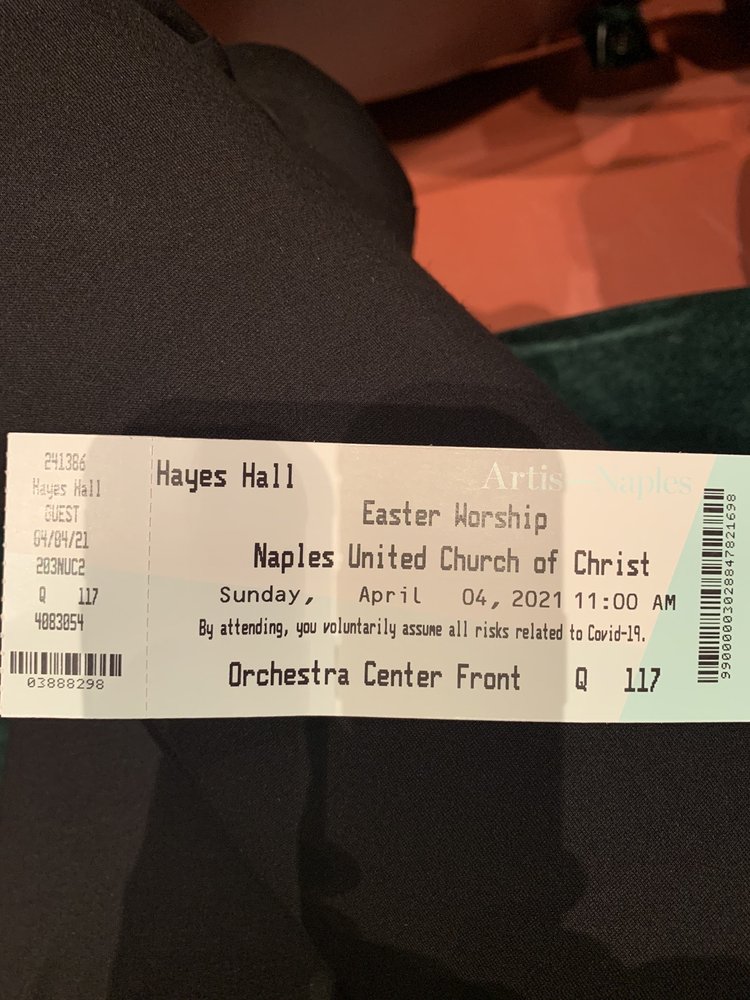 241386
Hayes Hall
GUEST
04/04/21
203NUC2
Q 117
4083054
03888298
Hayes Hall
Artis—Naples
Easter Worship
Naples United Church of Christ
Sunday, April 04, 2021 11:00 AM
By attending, you voluntarily assume all risks related to Covid-19.
Orchestra Center Front Q 117
99000000302884782169​8